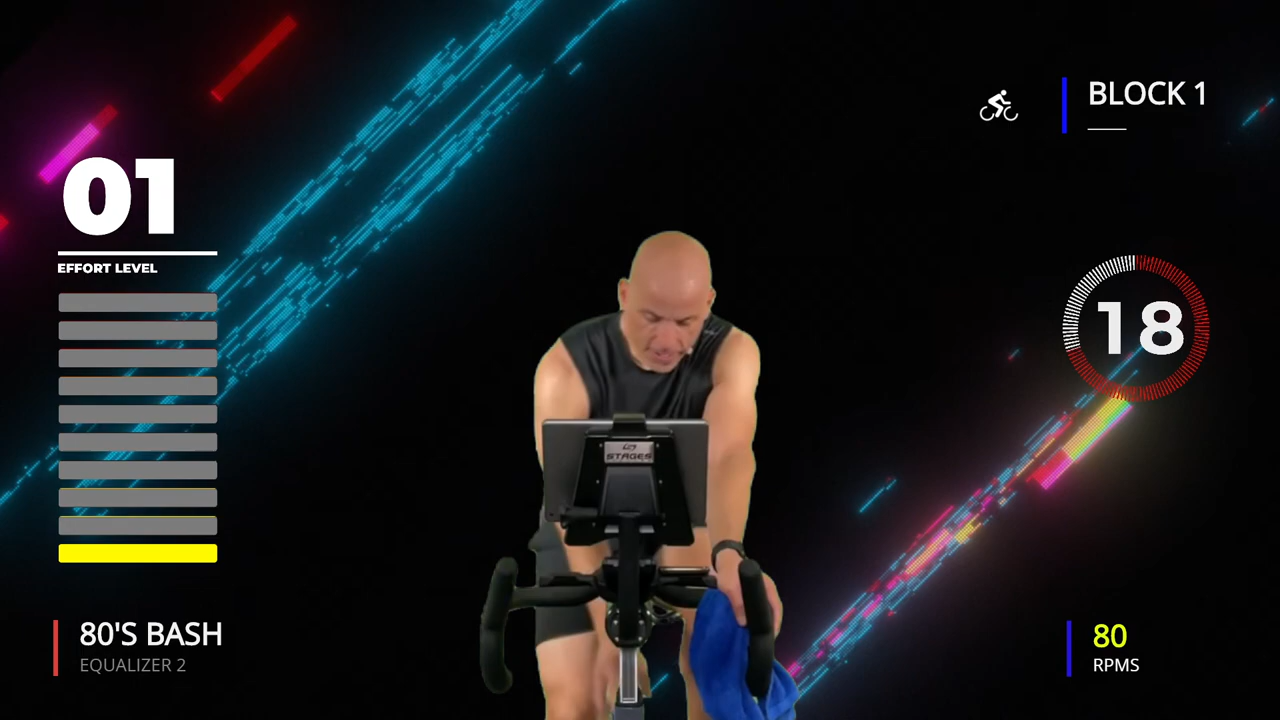 01
EFFORT LEVEL
BLOCK 1
18
STAGES
80'S BASH
EQUALIZER 2
80
RPMS